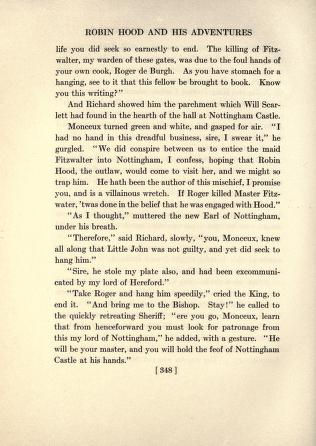 ROBIN HOOD AND HIS ADVENTURES
life you did seek so earnestly to end. The killing of Fitz-
walter, my warden of these gates, was due to the foul hands of
your own cook, Roger de Burgh. As you have stomach for a
hanging, see to it that this fellow be brought to book. Know
you this writing?"
And Richard showed him the parchment which Will Scar-
lett had found in the hearth of the hall at Nottingham Castle.
Monceux turned green and white, and gasped for air. "I
had no hand in this dreadful business, sire, I swear it," he
gurgled. "We did conspire between us to entice the maid
Fitzwalter into Nottingham, I confess, hoping that Robin
Hood, the outlaw, would come to visit her, and we might so
trap him. He hath been the author of this mischief, I promise
you, and is a villainous wretch. If Roger killed Master Fitz-
water, 'twas done in the belief that he was engaged with Hood."
"As I thought," muttered the new Earl of Nottingham,
under his breath.
"Therefore," said Richard, slowly, "you, Monceux, knew
all along that Little John was not guilty, and yet did seek to
hang him."
"Sire, he stole my plate also, and had been excommuni-
cated by my lord of Hereford."
"Take Roger and hang him speedily," cried the King, to
end it. "And bring me to the Bishop. Stay!" he called to
the quickly retreating Sheriff; "ere you go, Monceux, learn
that from henceforward you must look for patronage from
this my lord of Nottingham," he added, with a gesture. "He
will be your master, and you will hold the feof of Nottingham
Castle at his hands."
[ 348 ]